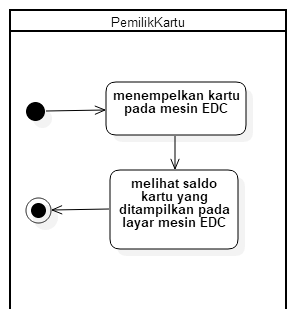 PemilikKartu
menempelkan kartu
pada mesin EDC
melihat saldo
kartu yang
ditampilkan pada
layar mesin EDC